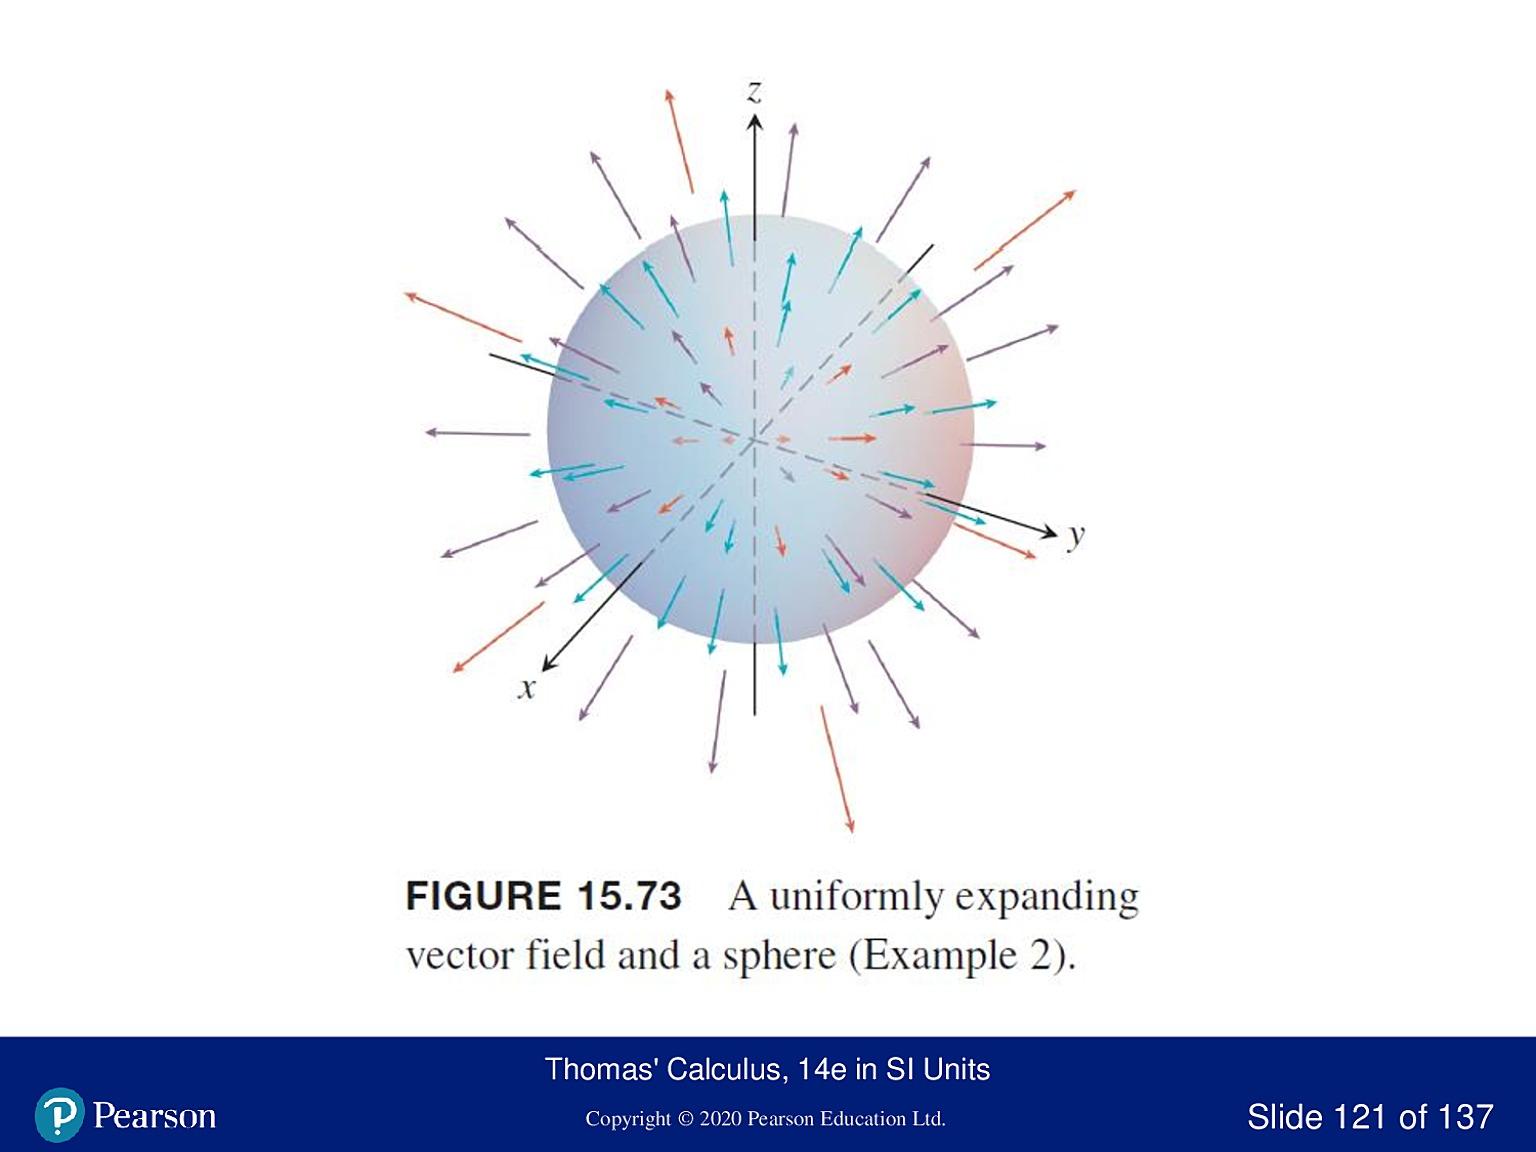 z
y
x
FIGURE 15.73 A uniformly expanding
vector field and a sphere (Example 2).
Thomas' Calculus, 14e in SI Units
Pearson
Copyright © 2020 Pearson Education Ltd.
Slide 121 of 137